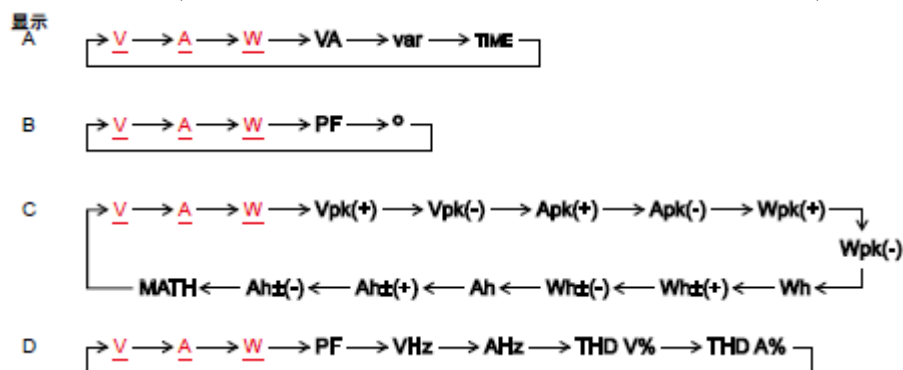 显示
A V A W VA var TIME
B V A W PF °
C V A W Vpk(+) Vpk(-) Apk(+) Apk(-) Wpk(+)
Wpk(-)
MATH Ah±(-) Ah±(+) Ah Wh±(-) Wh±(+) Wh
D V A W PF VHz AHz THD V% THD A%